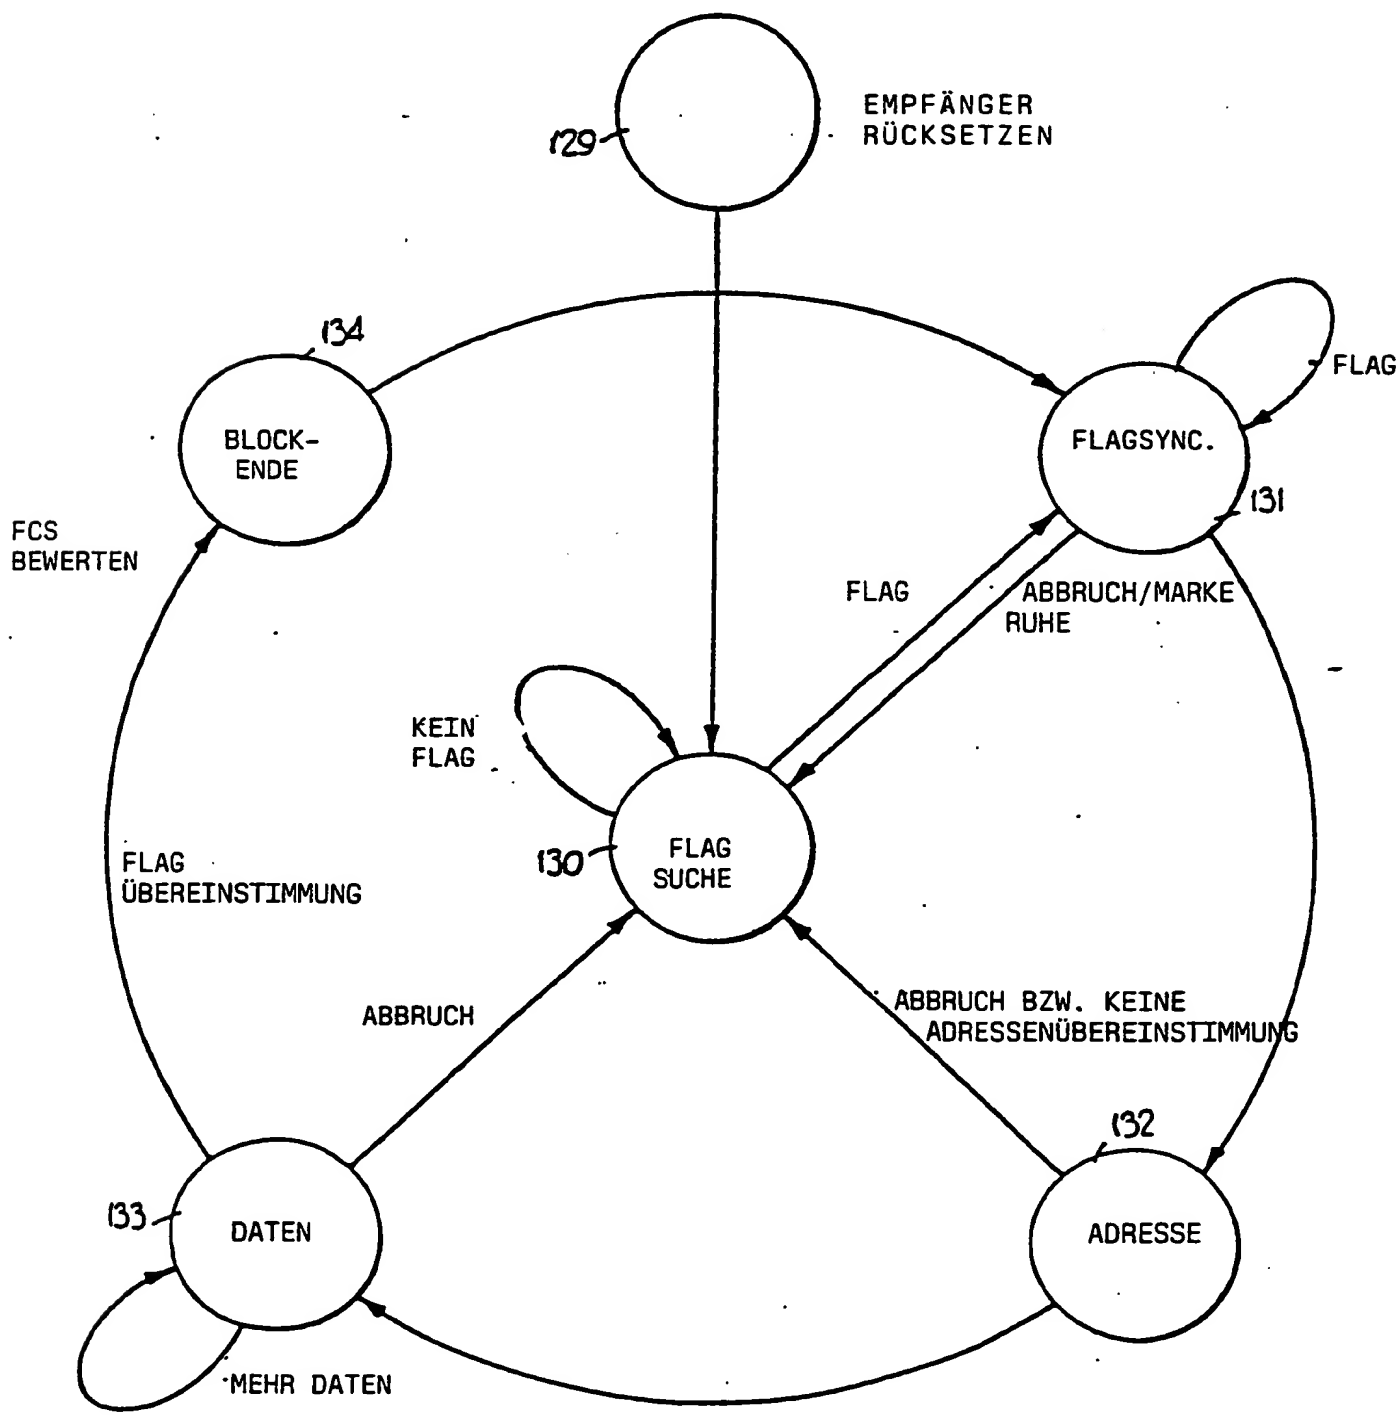 EMPFÄNGER
RÜCKSETZEN
129
134
FLAG
BLOCK-
ENDE
FLAGSYNC.
131
FCS
BEWERTEN
FLAG
ABBRUCH/MARKE
RUHE
KEIN
FLAG
130
FLAG
SUCHE
FLAG
ÜBEREINSTIMMUNG
ABBRUCH
ABBRUCH BZW. KEINE
ADRESSENÜBEREINSTIMMUNG
132
133
DATEN
ADRESSE
MEHR DATEN